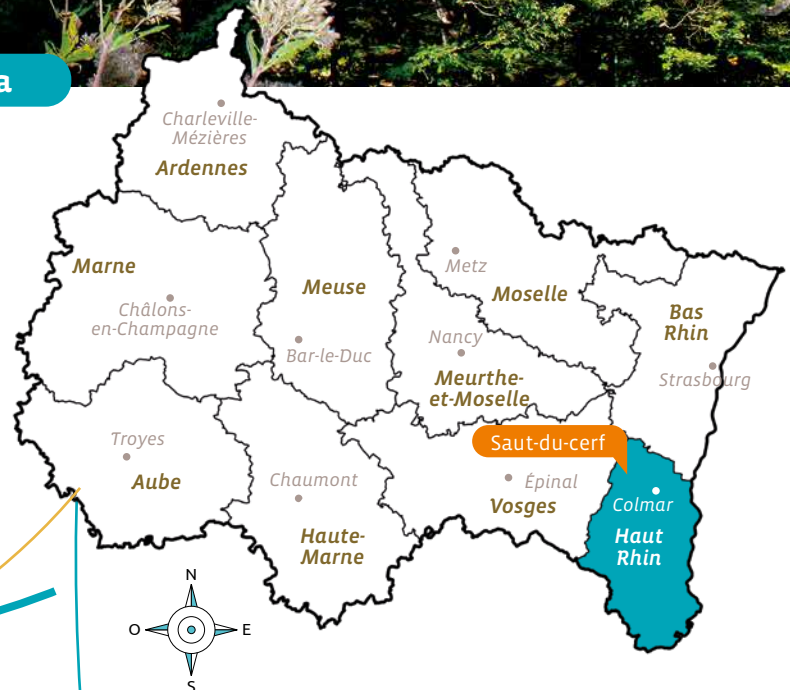 a
Charleville-
Mézières
Ardennes
Marne
Châlons-
en-Champagne
Meuse
Bar-le-Duc
Metz
Moselle
Nancy
Meurthe-
et-Moselle
Bas
Rhin
Strasbourg
Troyes
Aube
Chaumont
Haute-
Marne
Saut-du-cerf
Épinal
Vosges
Colmar
Haut
Rhin
N
O
E
S